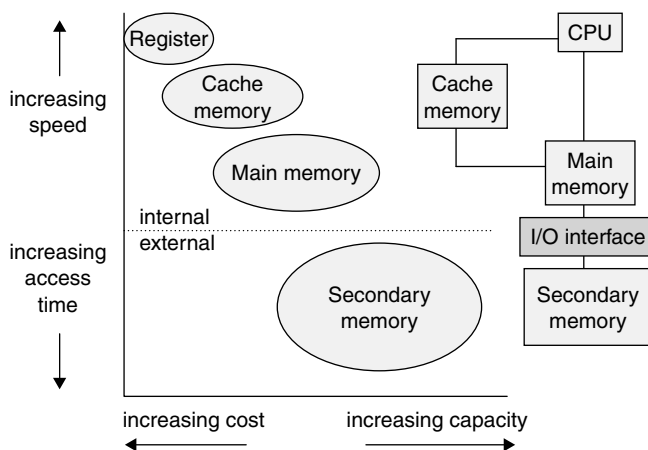 Register
CPU
increasing
speed
Cache
memory
Cache
memory
Main memory
Main
memory
internal
external
I/O interface
increasing
access
time
Secondary
memory
Secondary
memory
increasing cost
increasing capacity